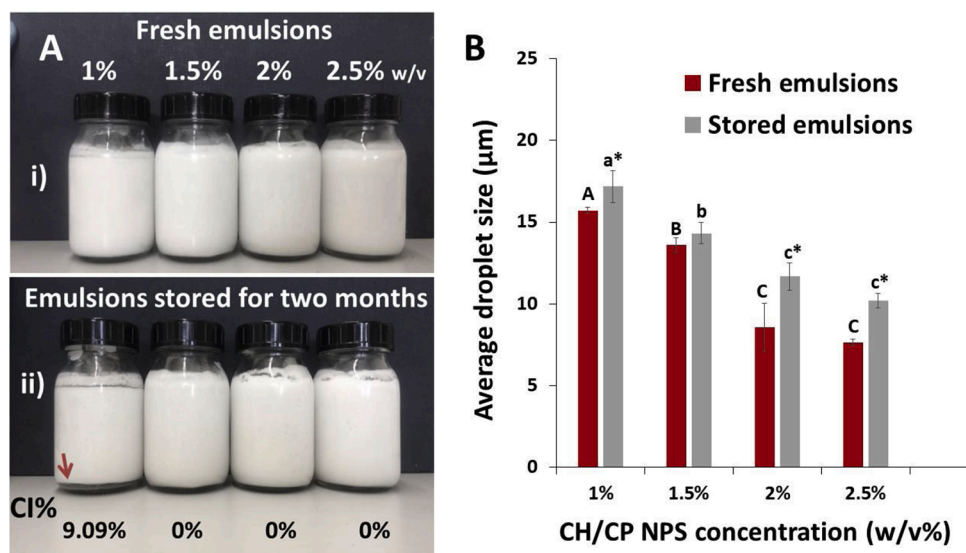 A
Fresh emulsions
1% 1.5% 2% 2.5% w/v
i)
Emulsions stored for two months
ii)
CI%
9.09% 0% 0% 0%
B
Average droplet size (μm)
25
20
15
10
5
0
Fresh emulsions
Stored emulsions
A a* B b C c* C c*
1% 1.5% 2% 2.5%
CH/CP NPS concentration (w/v%)